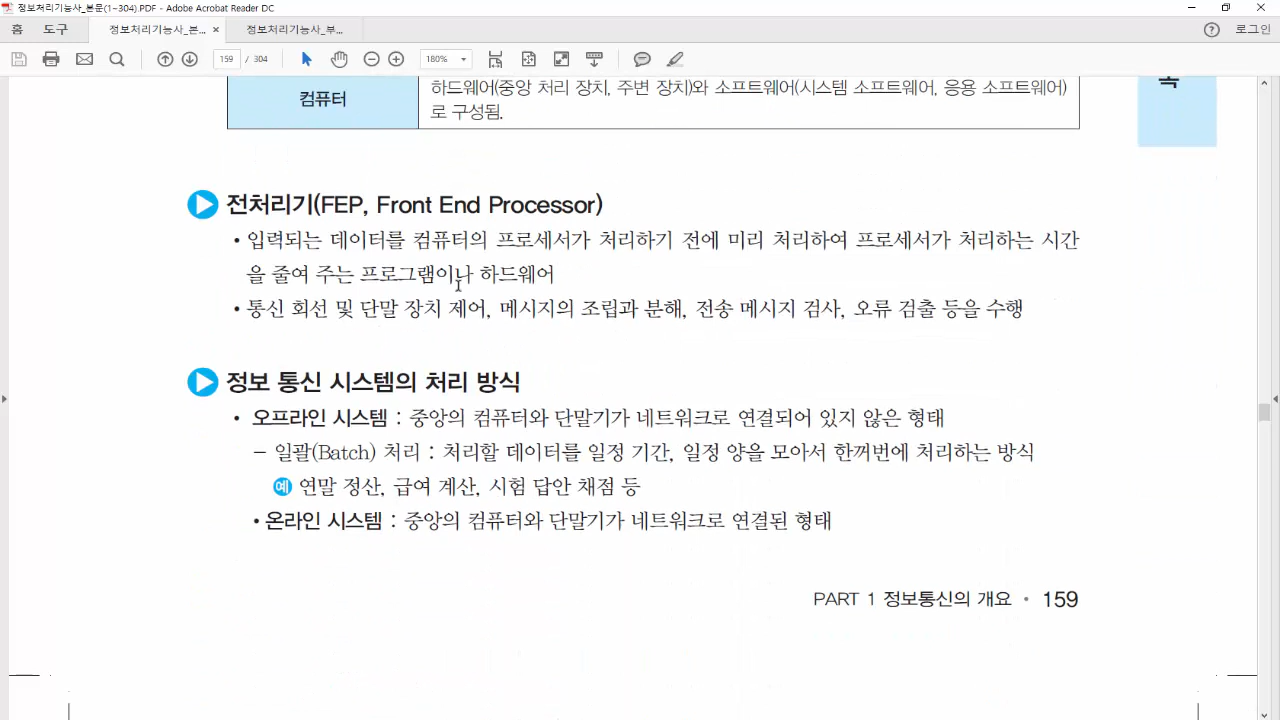 정보처리기능사_본문(1~304).PDF - Adobe Acrobat Reader DC
홈 도구 정보처리기능사_본... × 정보처리기능사_부... 로그인
159 / 304 180%
컴퓨터
하드웨어(중앙 처리 장치, 주변 장치)와 소프트웨어(시스템 소프트웨어, 응용 소프트웨어)
로 구성됨.
전처리기(FEP, Front End Processor)
• 입력되는 데이터를 컴퓨터의 프로세서가 처리하기 전에 미리 처리하여 프로세서가 처리하는 시간
을 줄여 주는 프로그램이나 하드웨어
• 통신 회선 및 단말 장치 제어, 메시지의 조립과 분해, 전송 메시지 검사, 오류 검출 등을 수행
정보 통신 시스템의 처리 방식
• 오프라인 시스템 : 중앙의 컴퓨터와 단말기가 네트워크로 연결되어 있지 않은 형태
- 일괄(Batch) 처리 : 처리할 데이터를 일정 기간, 일정 양을 모아서 한꺼번에 처리하는 방식
예 연말 정산, 급여 계산, 시험 답안 채점 등
• 온라인 시스템 : 중앙의 컴퓨터와 단말기가 네트워크로 연결된 형태
PART 1 정보통신의 개요 • 159